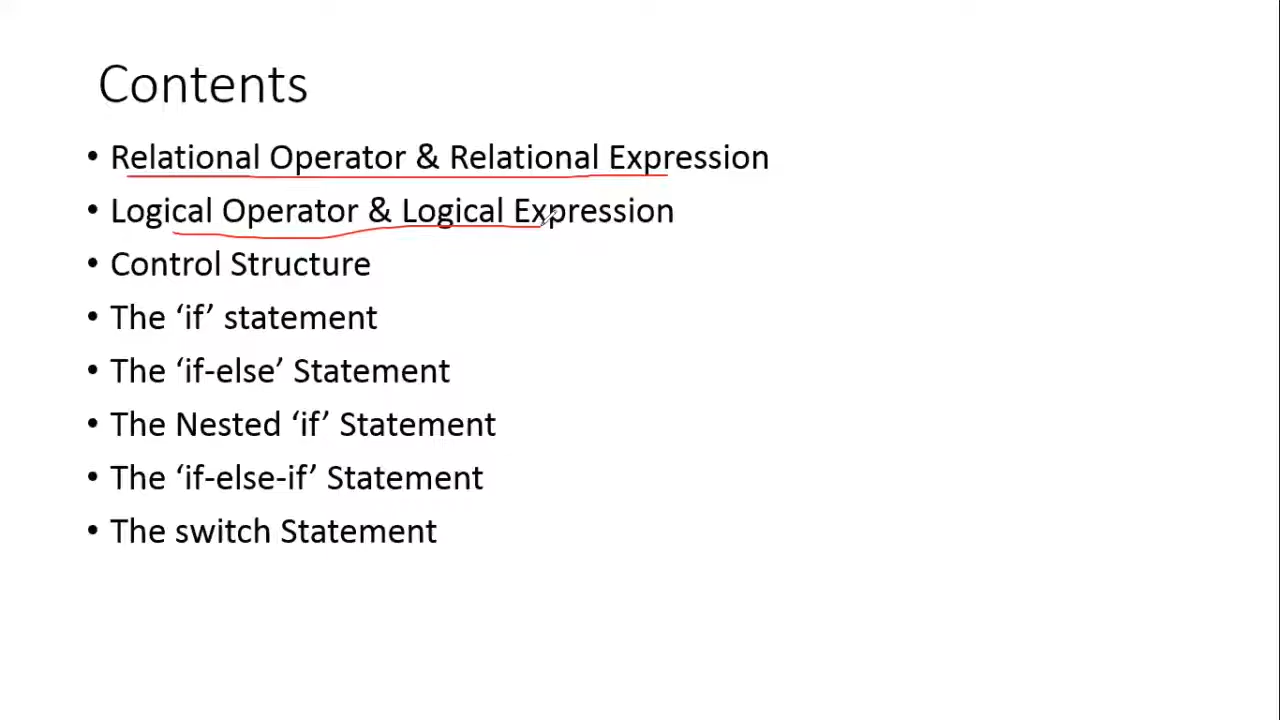 Contents
• Relational Operator & Relational Expression
• Logical Operator & Logical Expression
• Control Structure
• The ‘if’ statement
• The ‘if-else’ Statement
• The Nested ‘if’ Statement
• The ‘if-else-if’ Statement
• The switch Statement